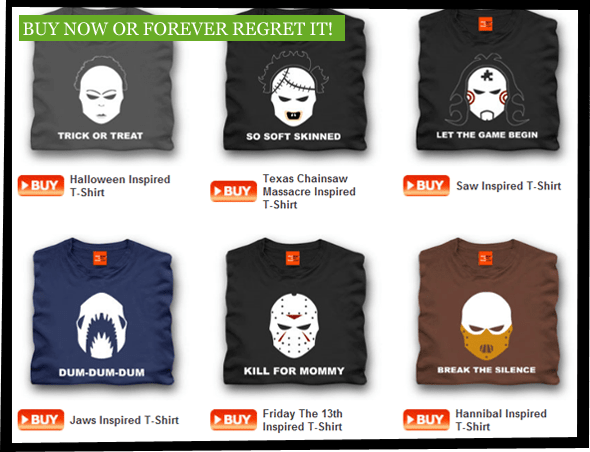 BUY NOW OR FOREVER REGRET IT!
TRICK OR TREAT
SO SOFT SKINNED
LET THE GAME BEGIN
BUY
Halloween Inspired
T-Shirt
BUY
Texas Chainsaw
Massacre Inspired
T-Shirt
BUY
Saw Inspired T-Shirt
DUM-DUM-DUM
KILL FOR MOMMY
BREAK THE SILENCE
BUY
Jaws Inspired T-Shirt
BUY
Friday The 13th
Inspired T-Shirt
BUY
Hannibal Inspired
T-Shirt